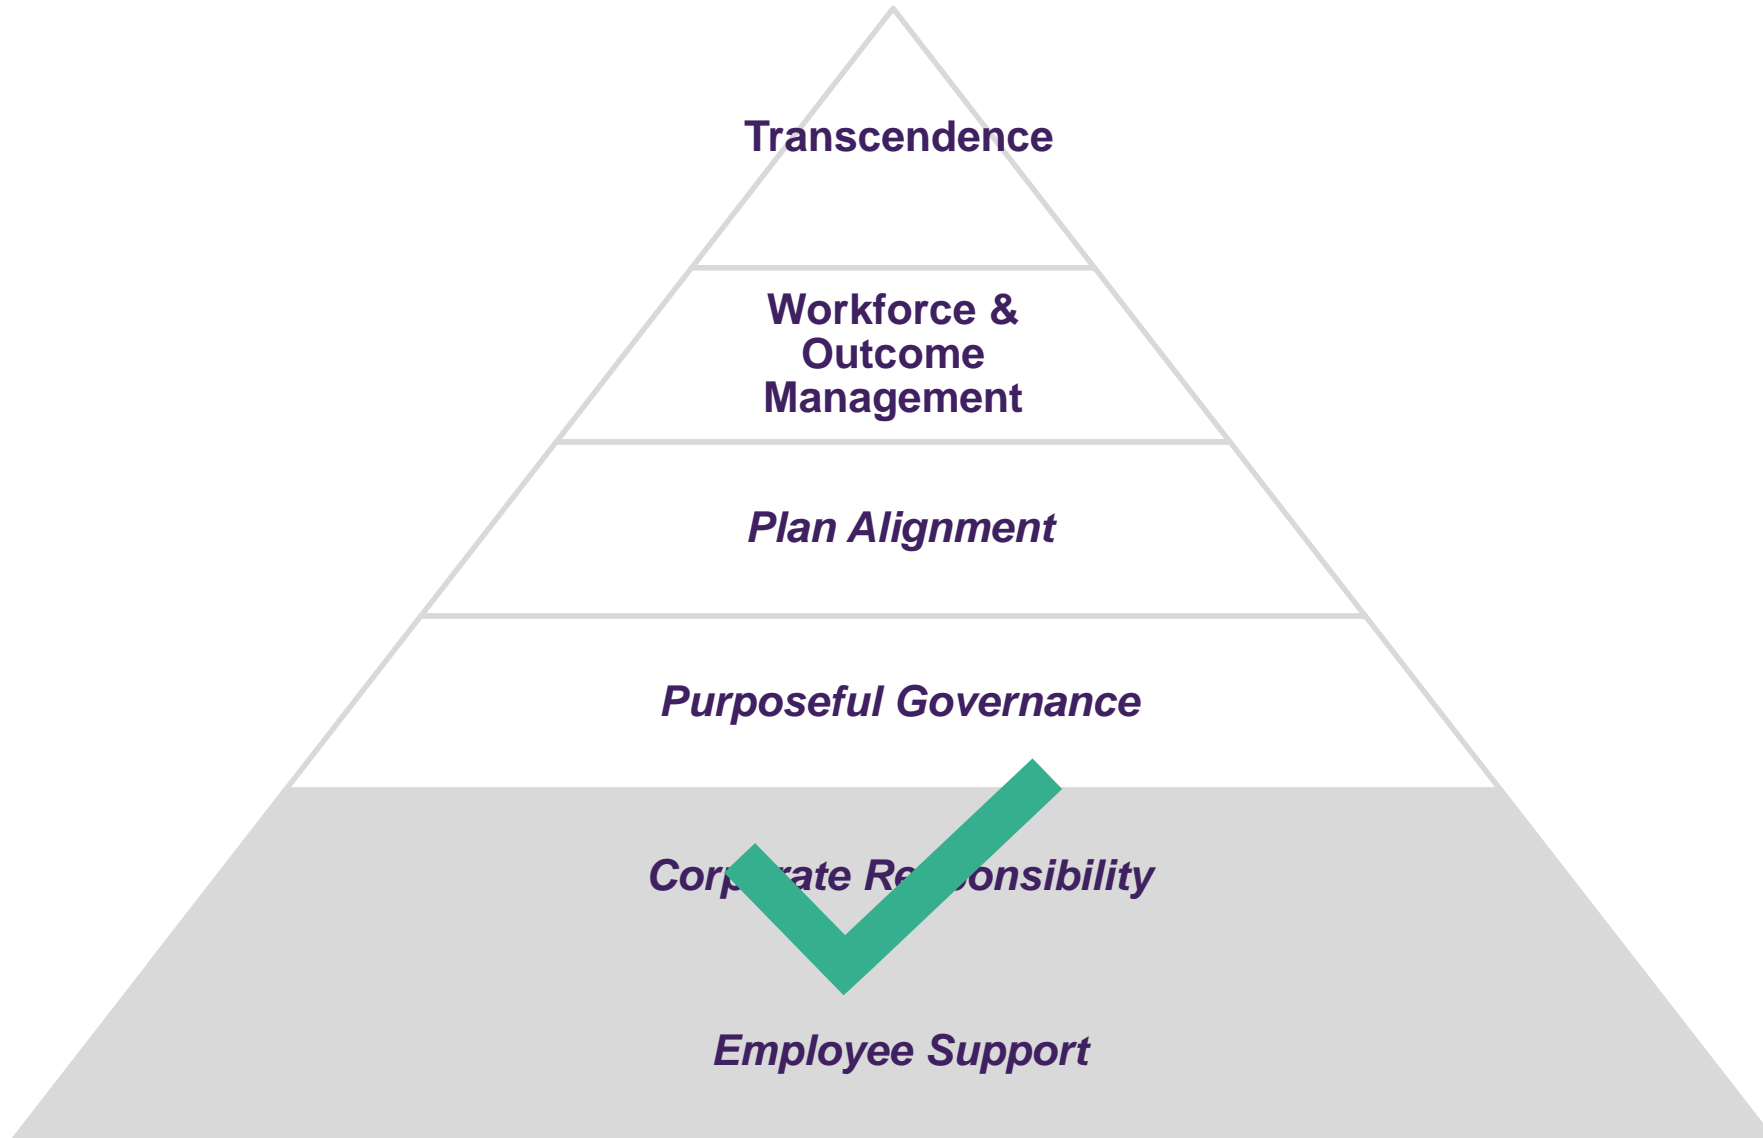 Transcendence
Workforce &
Outcome
Management
Plan Alignment
Purposeful Governance
Corporate Responsibility
Employee Support